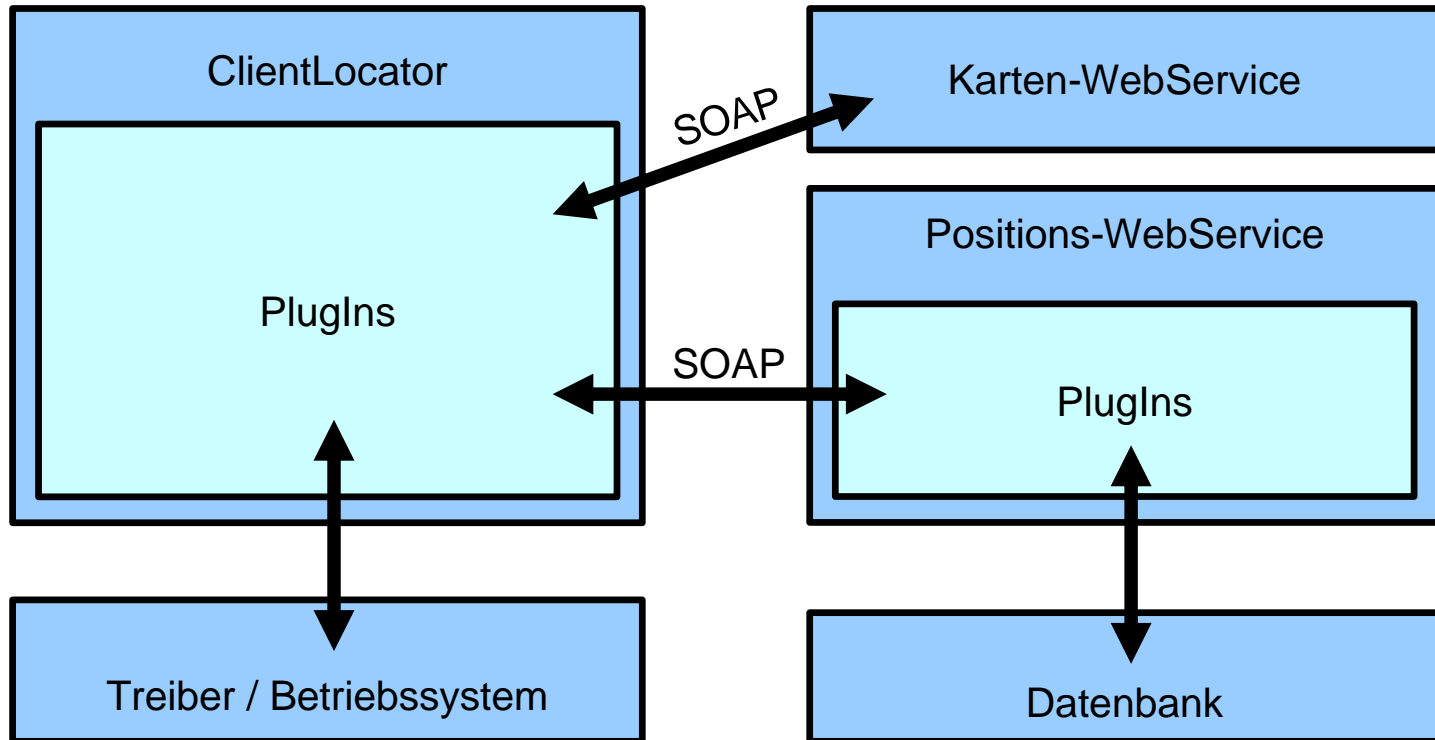 ClientLocator
Karten-WebService
SOAP
Positions-WebService
PlugIns
SOAP
PlugIns
Treiber / Betriebssystem
Datenbank